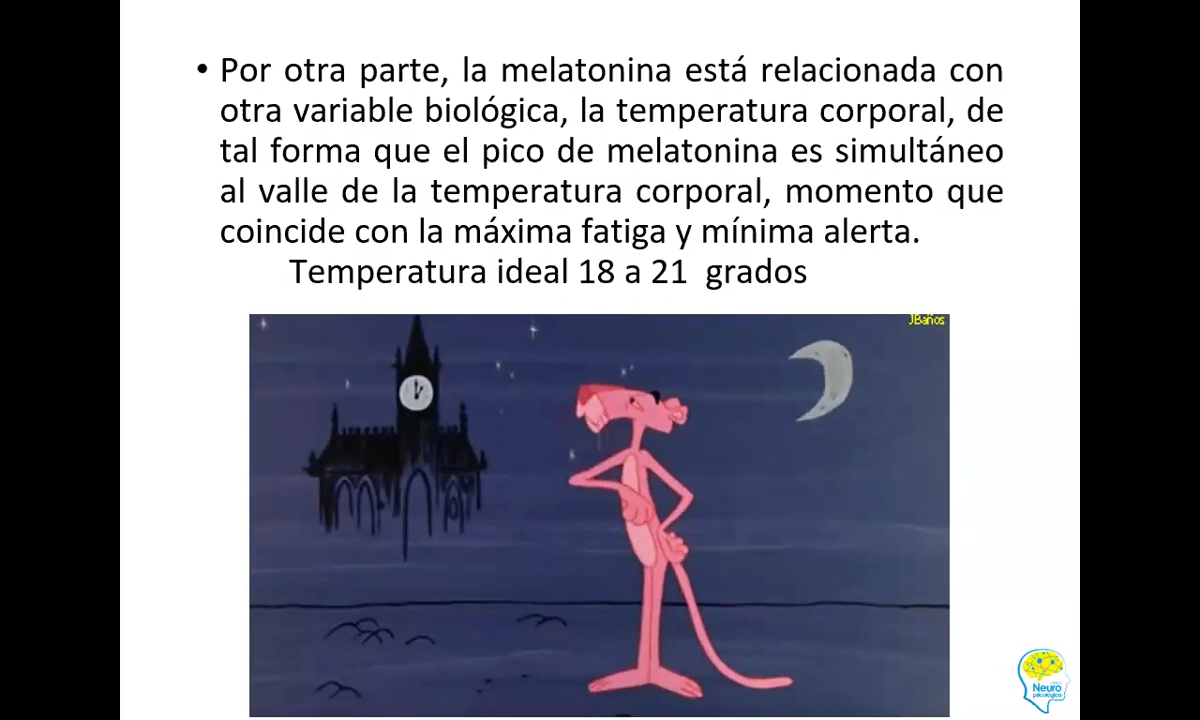 • Por otra parte, la melatonina está relacionada con
otra variable biológica, la temperatura corporal, de
tal forma que el pico de melatonina es simultáneo
al valle de la temperatura corporal, momento que
coincide con la máxima fatiga y mínima alerta.
Temperatura ideal 18 a 21  grados
JBaños
Neuro
psicológica